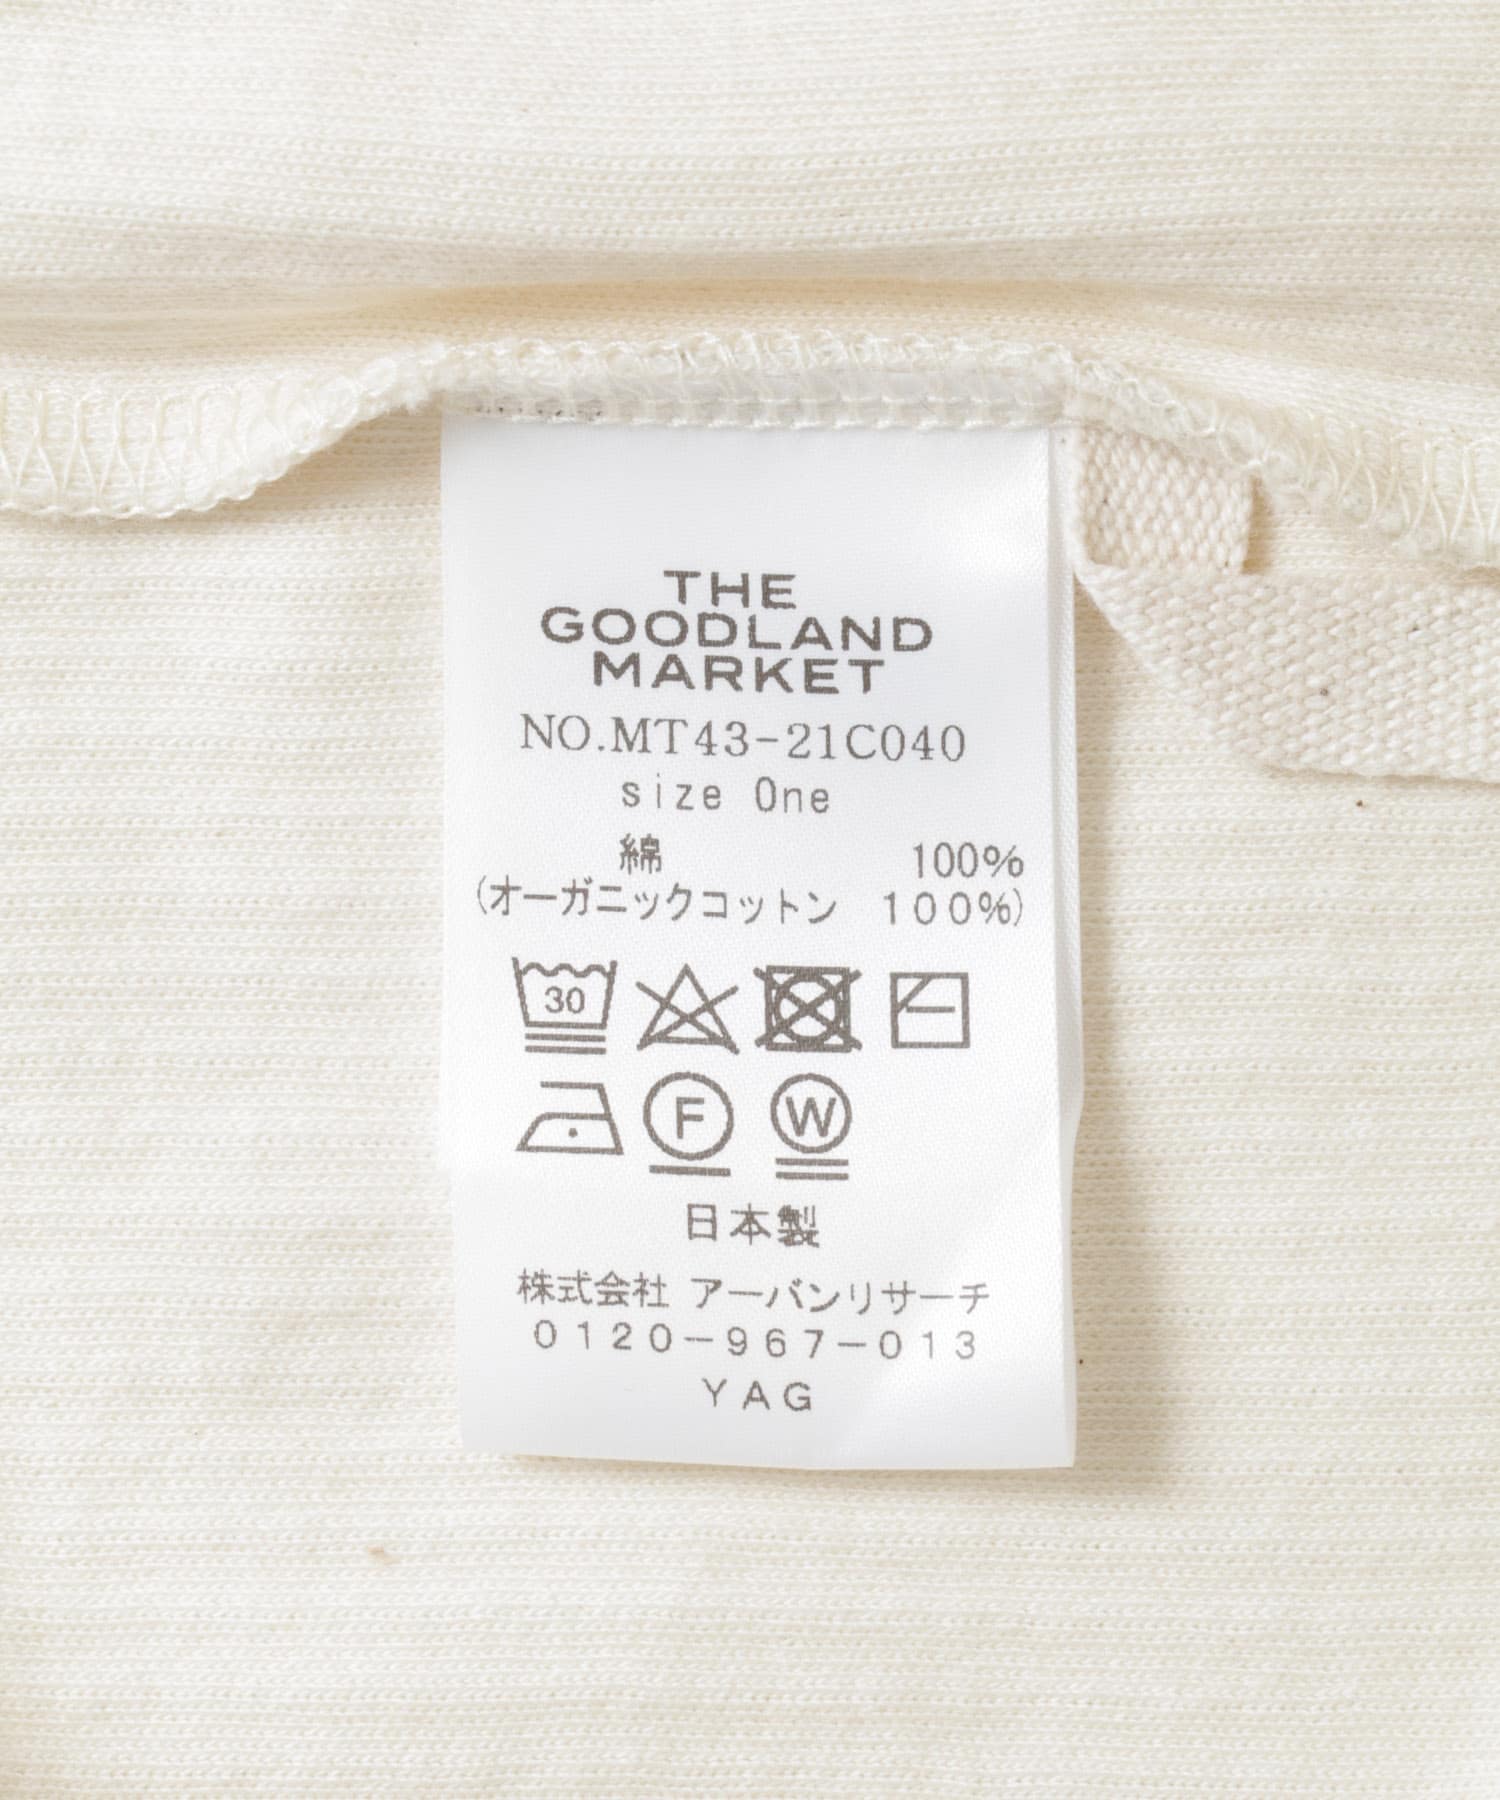 THE
GOODLAND
MARKET
NO.MT43-21C040
size One
綿 100%
(オーガニックコットン 100%)
30
F W
日本製
株式会社 アーバンリサーチ
0120-967-013
YAG